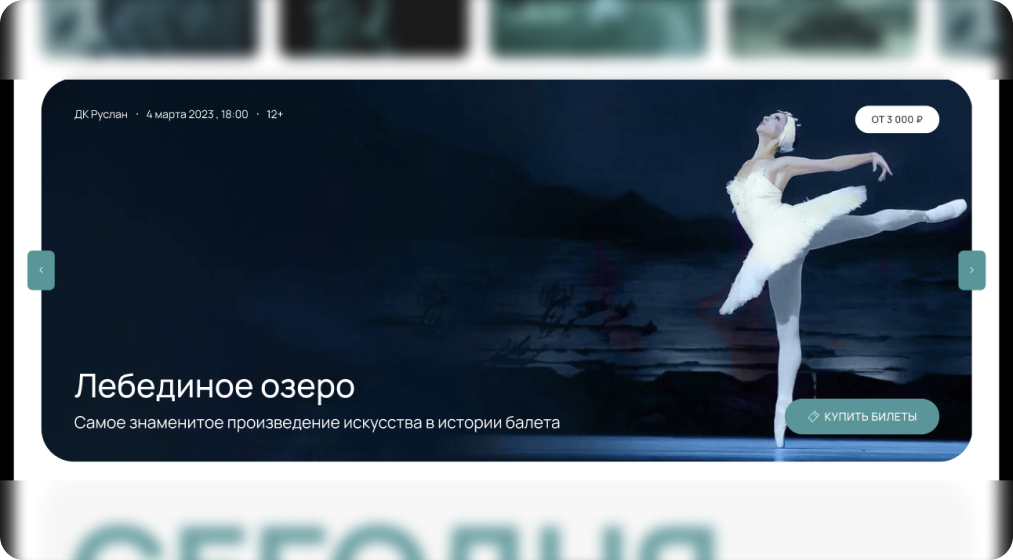 ДК Руслан · 4 марта 2023 , 18:00 · 12+
ОТ 3 000 ₽
Лебединое озеро
Самое знаменитое произведение искусства в истории балета
КУПИТЬ БИЛЕТЫ
СЕГОДНЯ